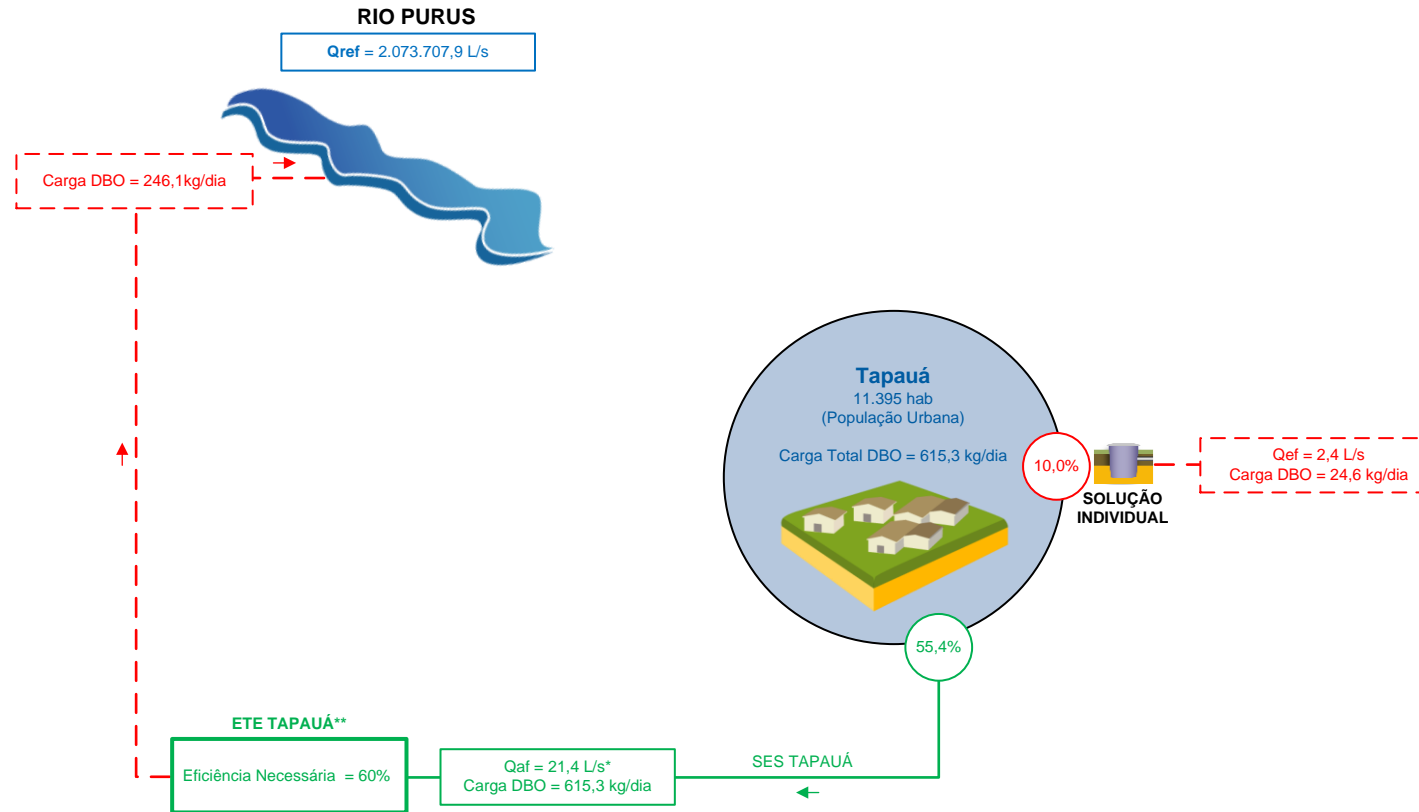 RIO PURUS
Qref = 2.073.707,9 L/s
Carga DBO = 246,1kg/dia
Tapauá
11.395 hab
(População Urbana)
Carga Total DBO = 615,3 kg/dia
10,0%
SOLUÇÃO
INDIVIDUAL
Qef = 2,4 L/s
Carga DBO = 24,6 kg/dia
55,4%
ETE TAPAUÁ**
Eficiência Necessária = 60%
Qaf = 21,4 L/s*
Carga DBO = 615,3 kg/dia
SES TAPAUÁ